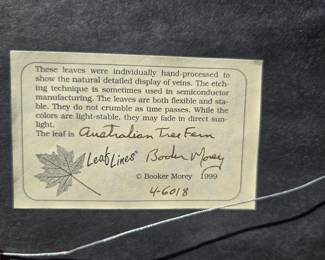 These leaves were individually hand-processed to
show the natural detailed display of veins. The etch-
ing technique is sometimes used in semiconductor
manufacturing. The leaves are both flexible and sta-
ble. They do not crumble as time passes. While the
colors are light-stable, they may fade in direct sun-
light.
The leaf is Australian Tree Fern
Leaf Lines® Booker Morey
© Booker Morey 1999
4-6018